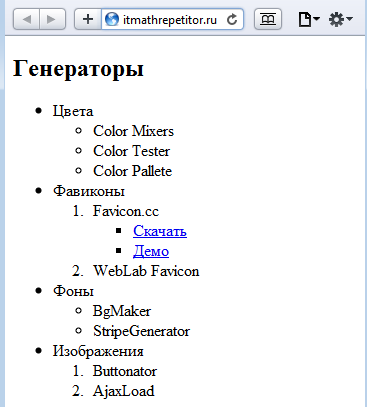 itmathrepetitor.ru
Генераторы
Цвета
Color Mixers
Color Tester
Color Pallete
Фавиконы
1. Favicon.cc
Скачать
Демо
2. WebLab Favicon
Фоны
BgMaker
StripeGenerator
Изображения
1. Buttonator
2. AjaxLoad